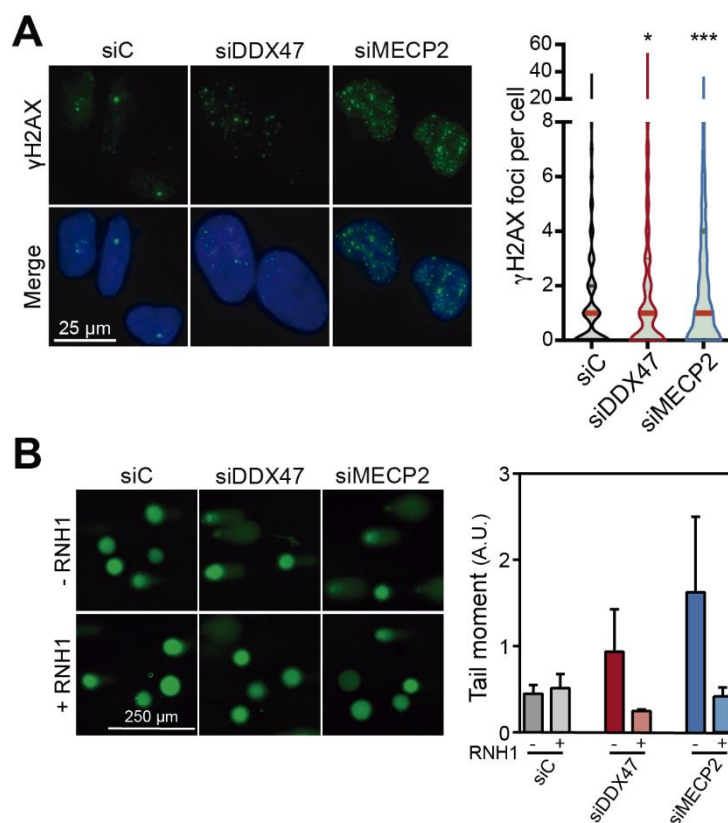 A
siC siDDX47 siMECP2
γH2AX
Merge
25 µm
γH2AX foci per cell
60
40
20
8
6
4
2
0
* ***
siC
siDDX47
siMECP2
B
siC siDDX47 siMECP2
- RNH1
+ RNH1
250 µm
Tail moment (A.U.)
3
2
1
0
RNH1 - + - + - +
siC
siDDX47
siMECP2